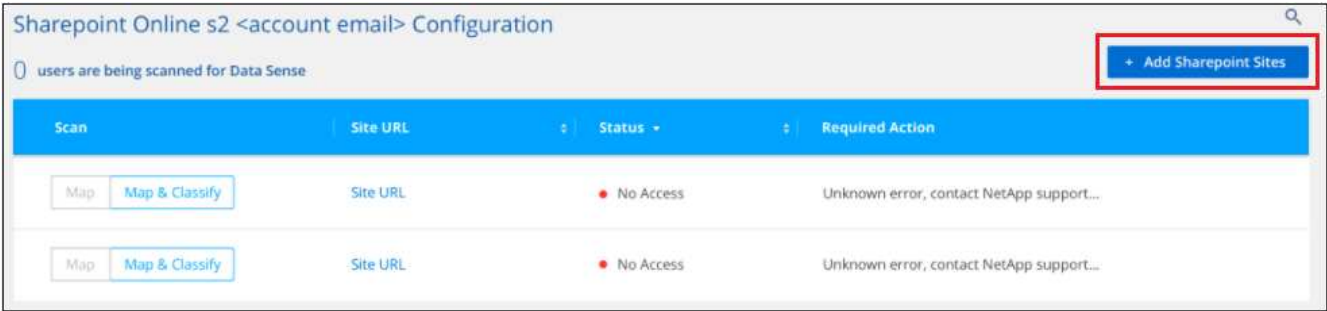 Sharepoint Online s2 <account email> Configuration
0 users are being scanned for Data Sense
+ Add Sharepoint Sites
Scan Site URL Status Required Action
Map Map & Classify Site URL No Access Unknown error, contact NetApp support...
Map Map & Classify Site URL No Access Unknown error, contact NetApp support...